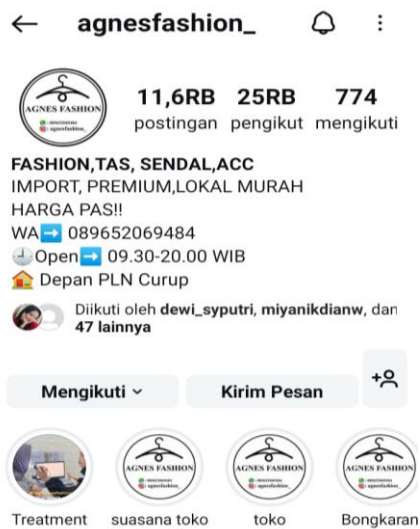 agnesfashion_
AGNES FASHION
11,6RB 25RB 774
postingan pengikut mengikuti
FASHION,TAS, SENDAL,ACC
IMPORT, PREMIUM,LOKAL MURAH
HARGA PAS!!
WA➡️ 089652069484
🕘Open➡️ 09.30-20.00 WIB
🏠 Depan PLN Curup
Diikuti oleh dewi_syputri, miyanikdianw, dan
47 lainnya
Mengikuti
Kirim Pesan
AGNES FASHION
AGNES FASHION
AGNES FASHION
Treatment suasana toko toko Bongkaran